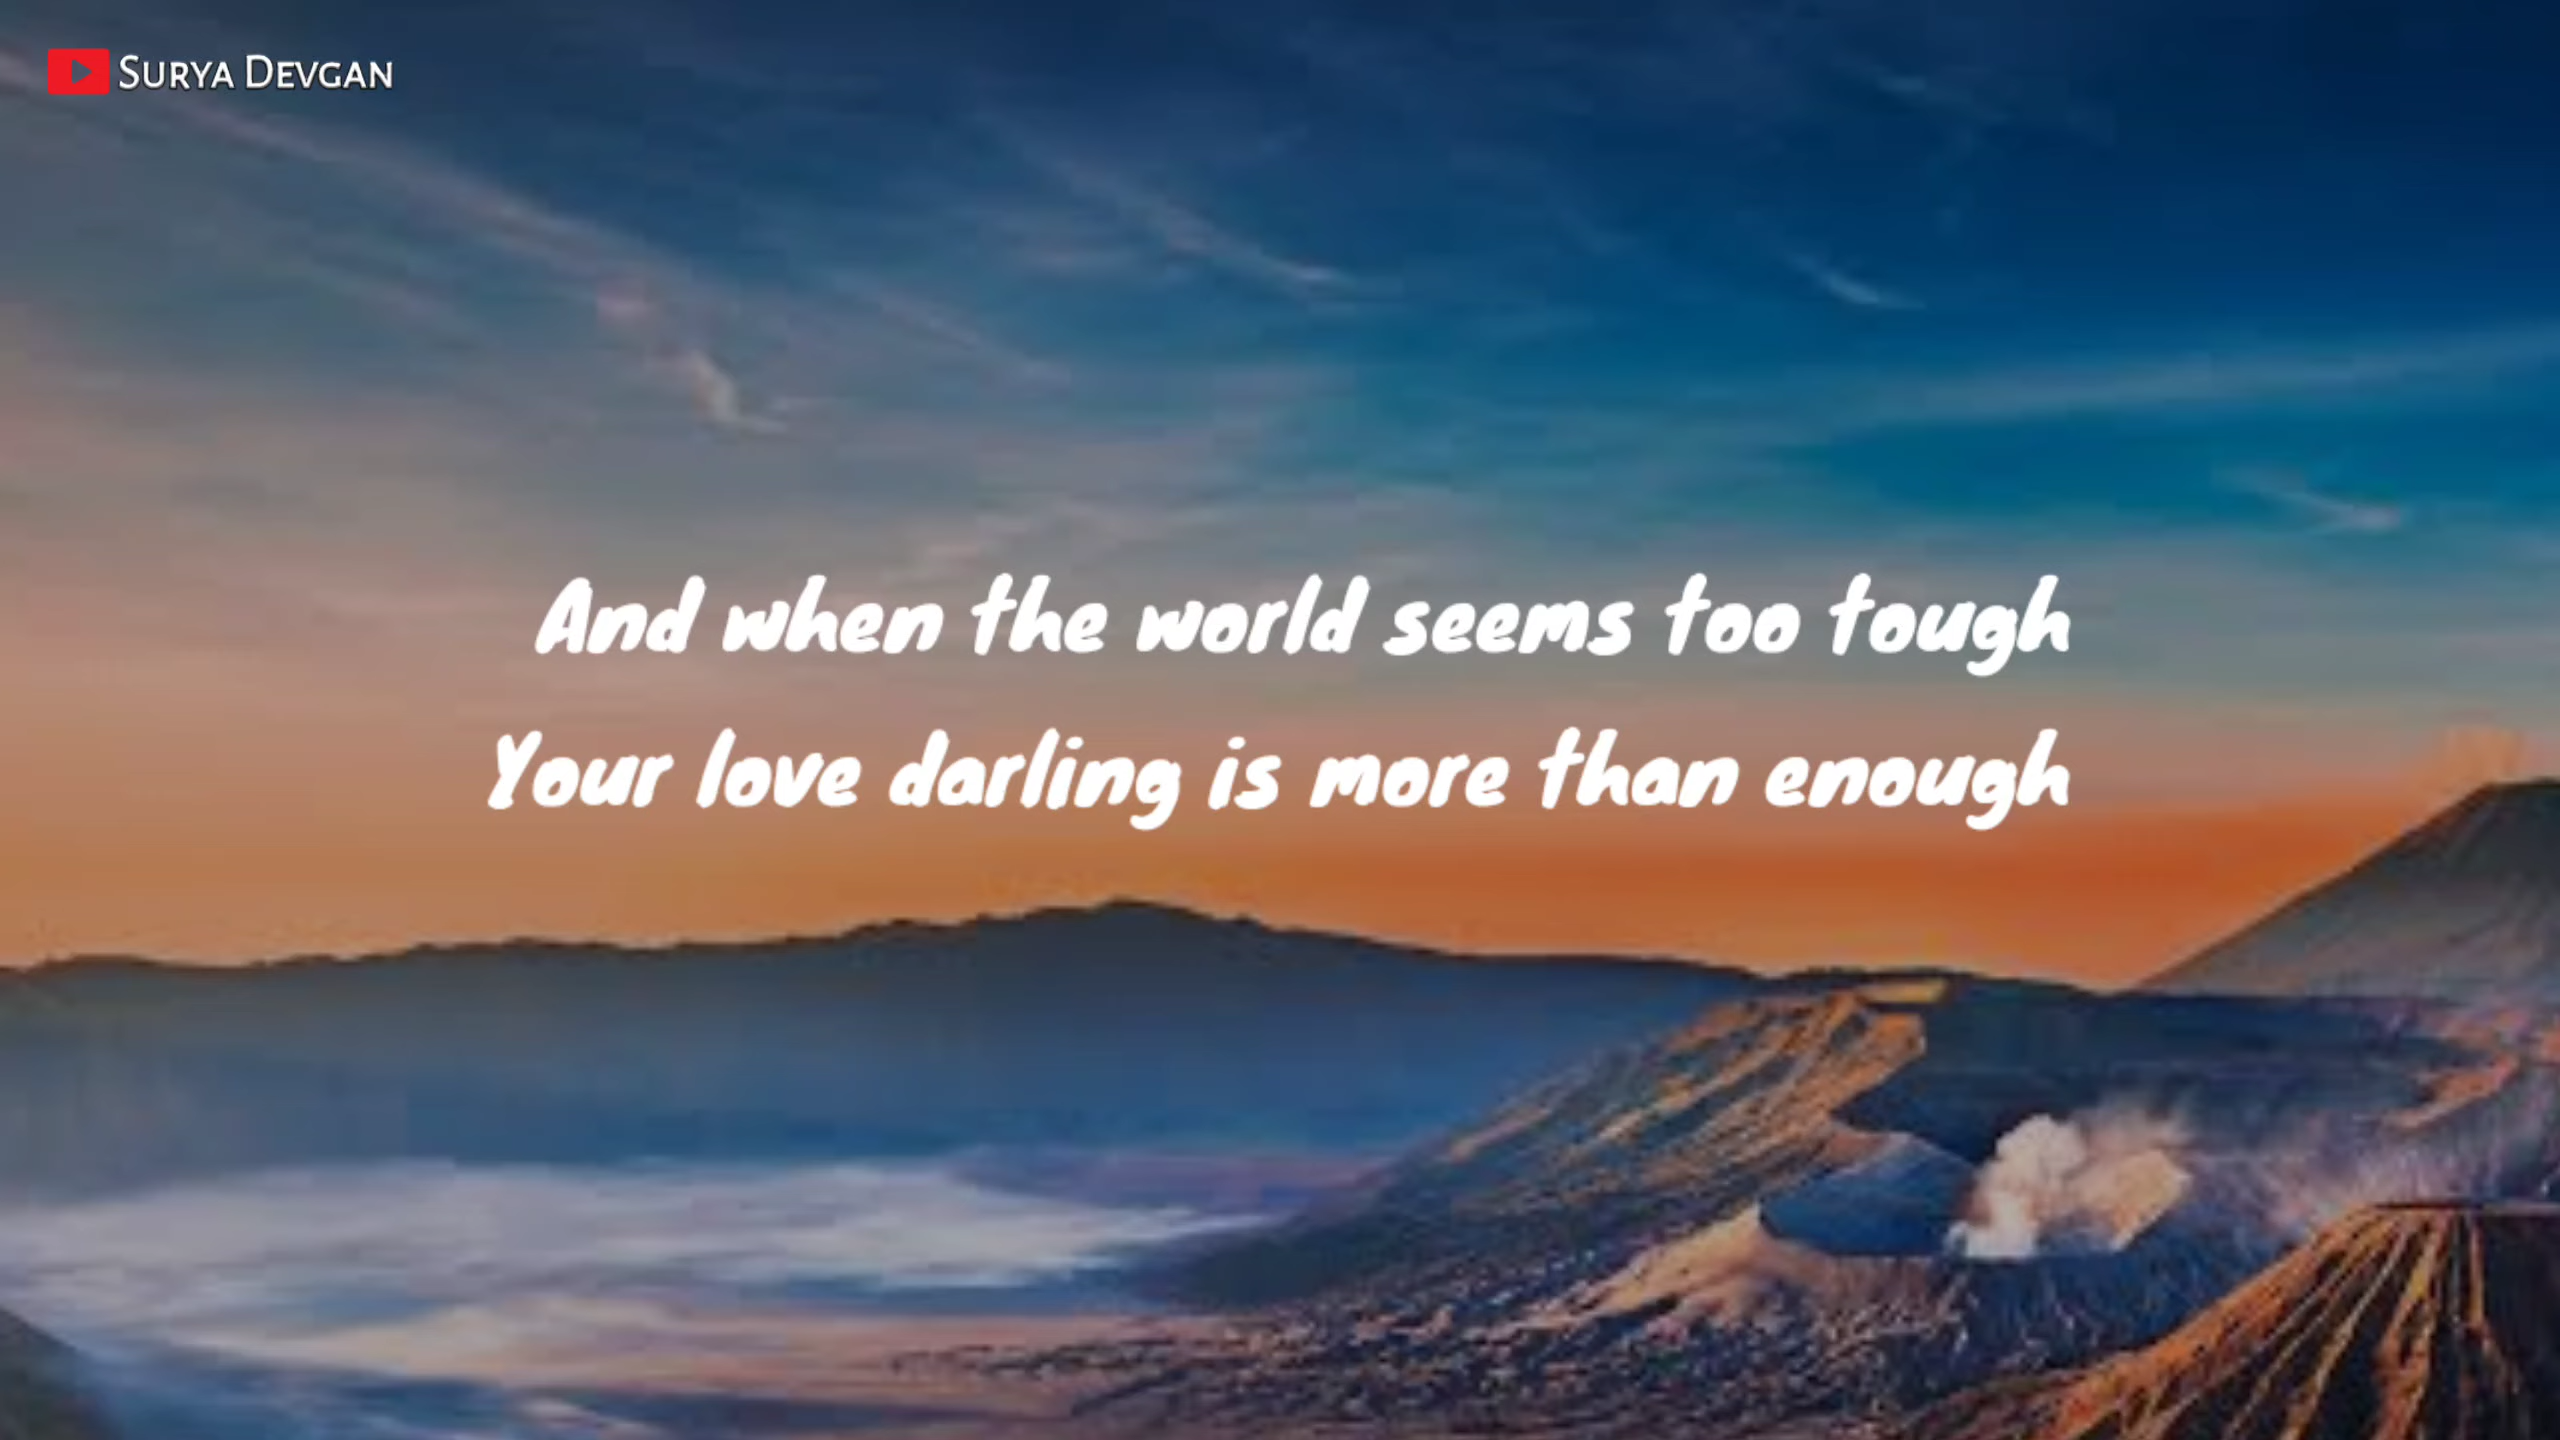 SURYA DEVGAN
And when the world seems too tough
Your love darling is more than enough